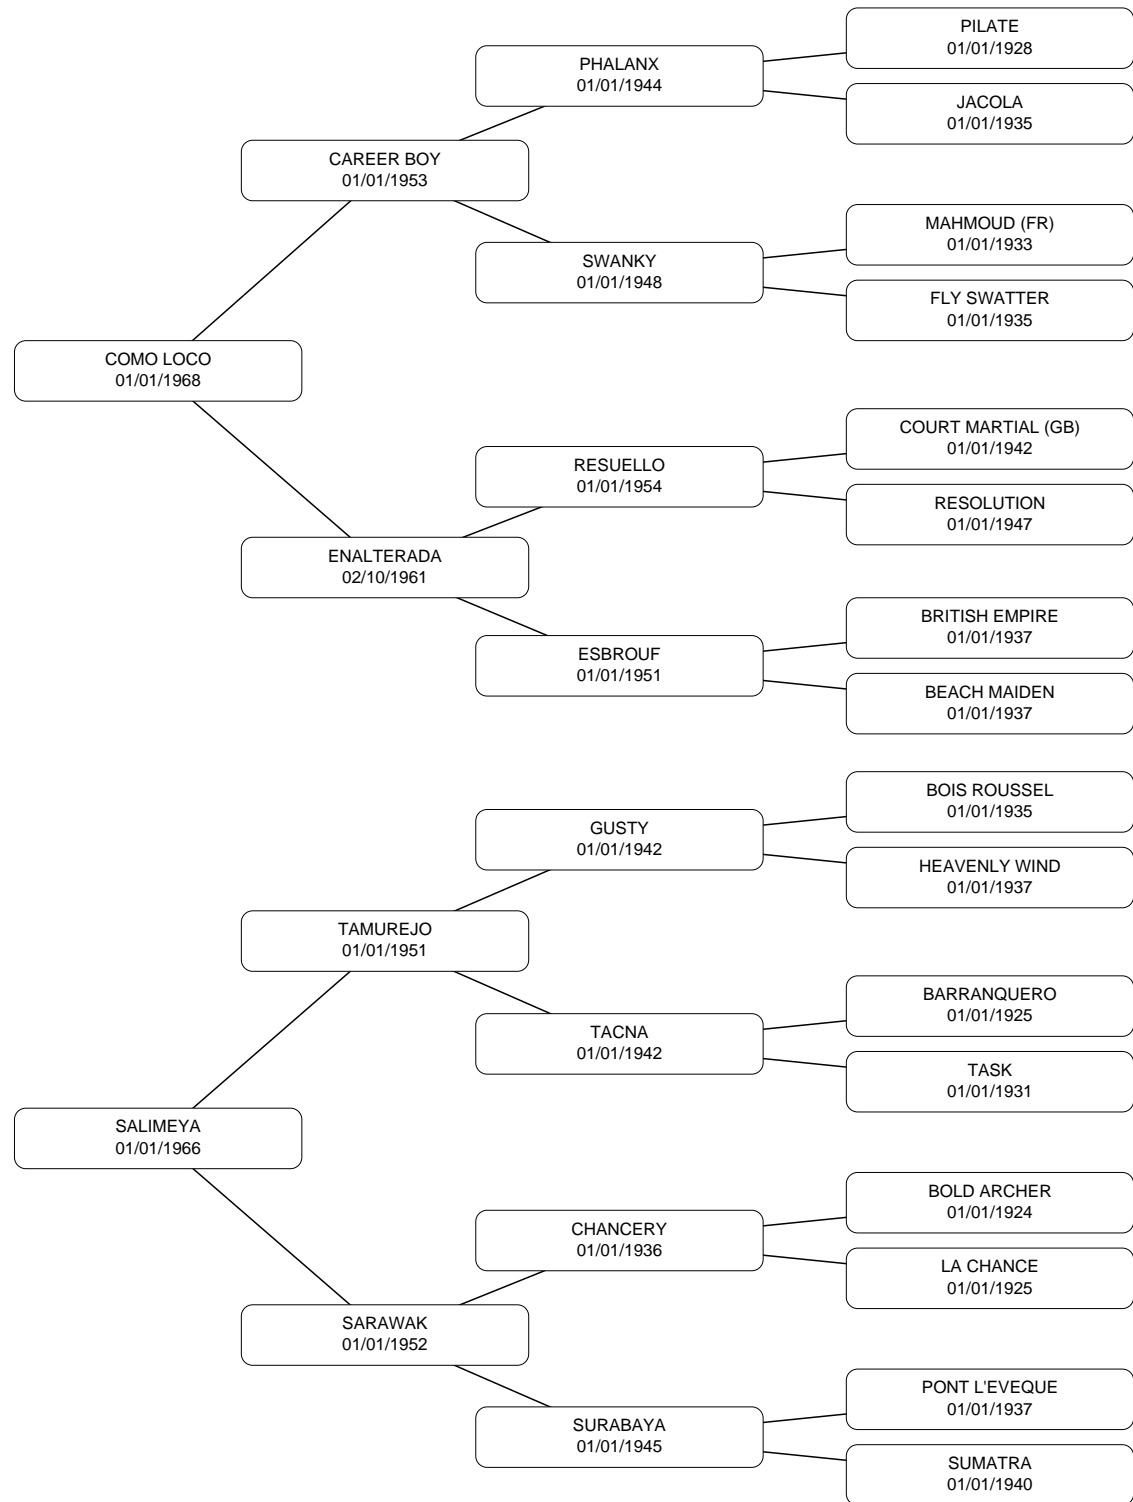 PILATE
01/01/1928
PHALANX
01/01/1944
JACOLA
01/01/1935
CAREER BOY
01/01/1953
MAHMOUD (FR)
01/01/1933
SWANKY
01/01/1948
FLY SWATTER
01/01/1935
COMO LOCO
01/01/1968
COURT MARTIAL (GB)
01/01/1942
RESUELLO
01/01/1954
RESOLUTION
01/01/1947
ENALTERADA
02/10/1961
BRITISH EMPIRE
01/01/1937
ESBROUF
01/01/1951
BEACH MAIDEN
01/01/1937
BOIS ROUSSEL
01/01/1935
GUSTY
01/01/1942
HEAVENLY WIND
01/01/1937
TAMUREJO
01/01/1951
BARRANQUERO
01/01/1925
TACNA
01/01/1942
TASK
01/01/1931
SALIMEYA
01/01/1966
BOLD ARCHER
01/01/1924
CHANCERY
01/01/1936
LA CHANCE
01/01/1925
SARAWAK
01/01/1952
PONT L'EVEQUE
01/01/1937
SURABAYA
01/01/1945
SUMATRA
01/01/1940